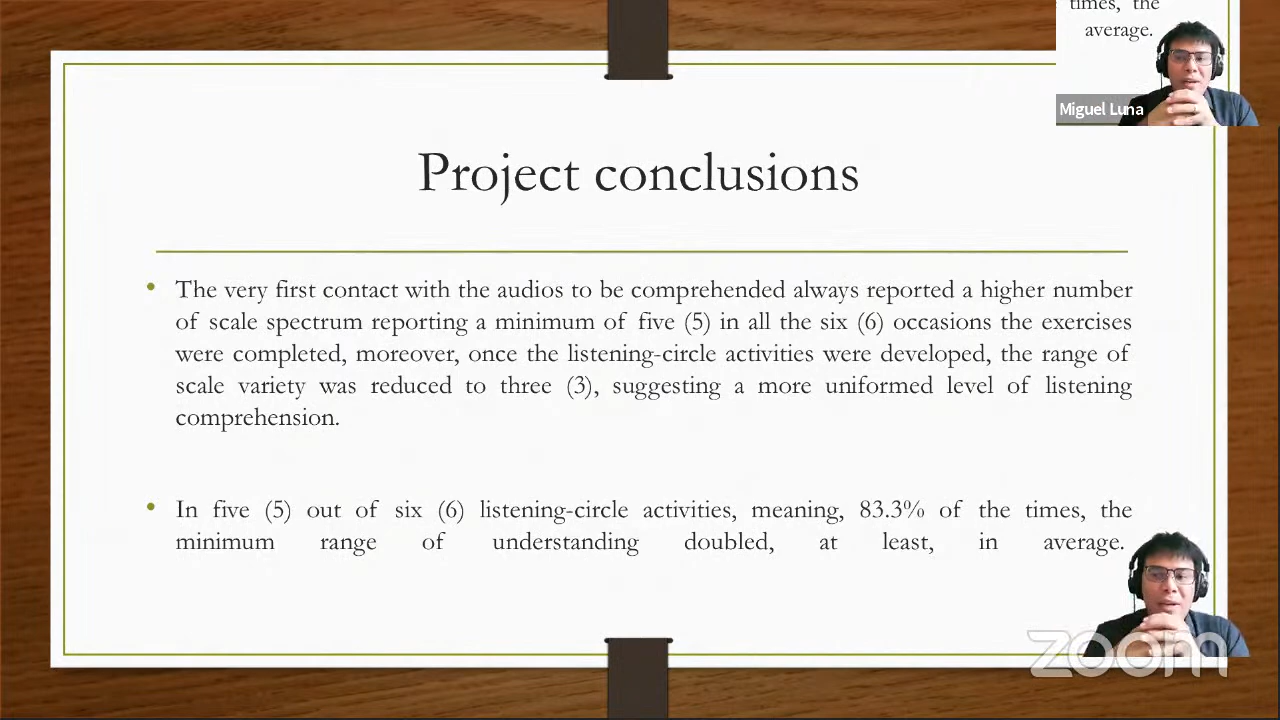 times, the
average.
Miguel Luna
Project conclusions
• The very first contact with the audios to be comprehended always reported a higher number
of scale spectrum reporting a minimum of five (5) in all the six (6) occasions the exercises
were completed, moreover, once the listening-circle activities were developed, the range of
scale variety was reduced to three (3), suggesting a more uniformed level of listening
comprehension.
• In five (5) out of six (6) listening-circle activities, meaning, 83.3% of the times, the
minimum range of understanding doubled, at least, in average.
zoom